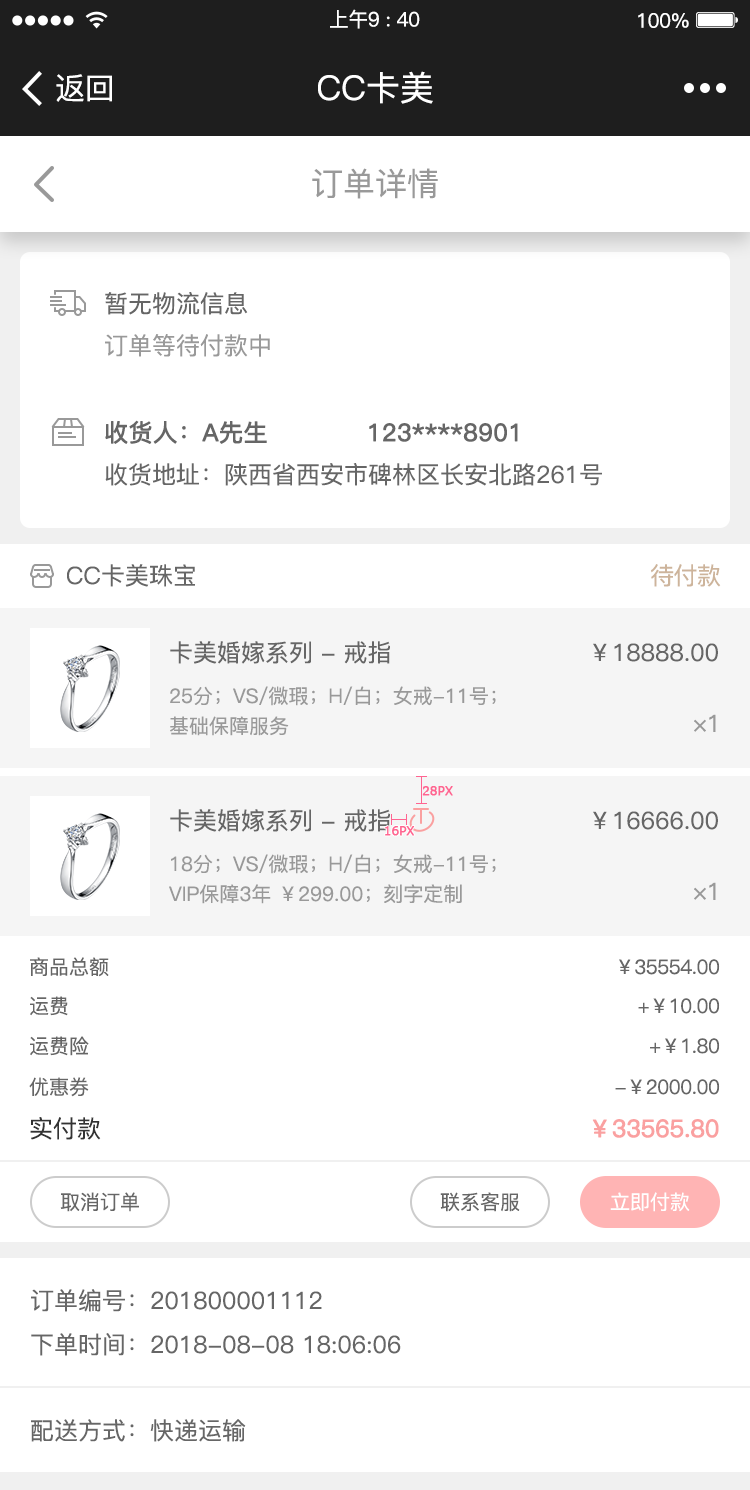 上午9 : 40
100%
返回
CC卡美
订单详情
暂无物流信息
订单等待付款中
收货人：A先生 123****8901
收货地址：陕西省西安市碑林区长安北路261号
CC卡美珠宝 待付款
卡美婚嫁系列 – 戒指 ￥18888.00
25分；VS/微瑕；H/白；女戒–11号；
基础保障服务 ×1
28PX
卡美婚嫁系列 – 戒指 ￥16666.00
16PX
18分；VS/微瑕；H/白；女戒–11号；
VIP保障3年 ￥299.00；刻字定制 ×1
商品总额 ￥35554.00
运费 +￥10.00
运费险 +￥1.80
优惠券 –￥2000.00
实付款 ￥33565.80
取消订单 联系客服 立即付款
订单编号：201800001112
下单时间：2018–08–08 18:06:06
配送方式：快递运输